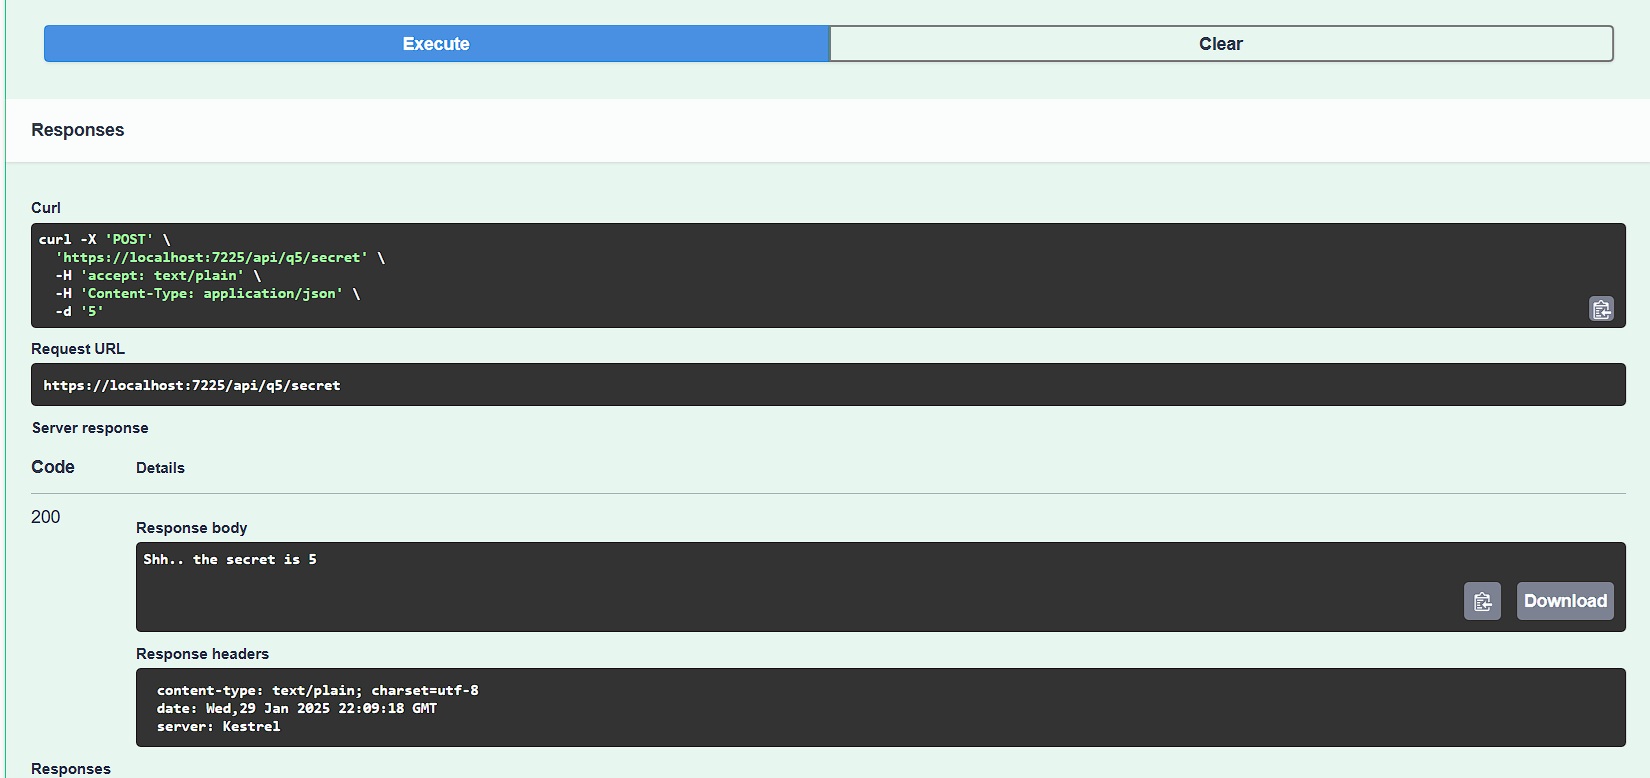 Execute
Clear
Responses
Curl
curl -X 'POST' \
  'https://localhost:7225/api/q5/secret' \
  -H 'accept: text/plain' \
  -H 'Content-Type: application/json' \
  -d '5'
Request URL
https://localhost:7225/api/q5/secret
Server response
Code
Details
200
Response body
Shh.. the secret is 5
Download
Response headers
content-type: text/plain; charset=utf-8
date: Wed,29 Jan 2025 22:09:18 GMT
server: Kestrel
Responses